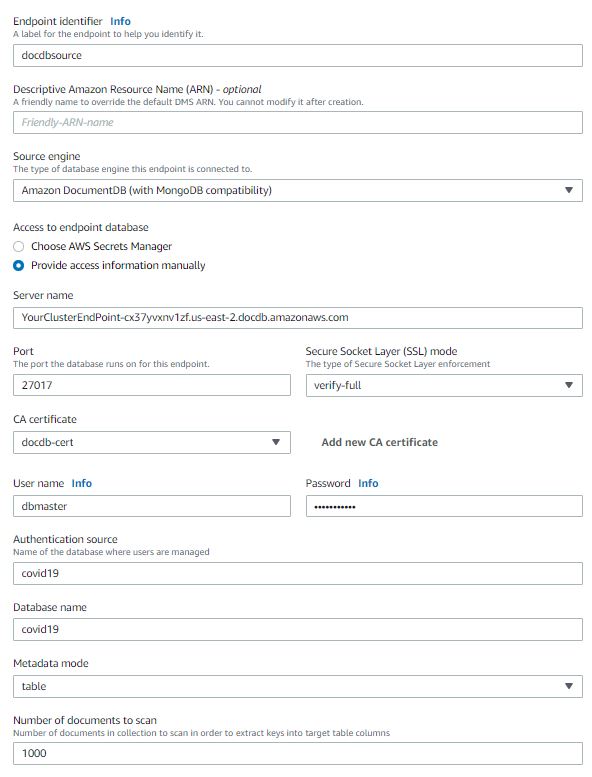 Endpoint identifier Info
A label for the endpoint to help you identify it.
docdbsource
Descriptive Amazon Resource Name (ARN) - optional
A friendly name to override the default DMS ARN. You cannot modify it after creation.
Friendly-ARN-name
Source engine
The type of database engine this endpoint is connected to.
Amazon DocumentDB (with MongoDB compatibility)
Access to endpoint database
Choose AWS Secrets Manager
Provide access information manually
Server name
YourClusterEndPoint-cx37yvxnv1zf.us-east-2.docdb.amazonaws.com
Port
The port the database runs on for this endpoint.
27017
Secure Socket Layer (SSL) mode
The type of Secure Socket Layer enforcement
verify-full
CA certificate
docdb-cert
Add new CA certificate
User name Info
dbmaster
Password Info
•••••••••••
Authentication source
Name of the database where users are managed
covid19
Database name
covid19
Metadata mode
table
Number of documents to scan
Number of documents in collection to scan in order to extract keys into target table columns
1000